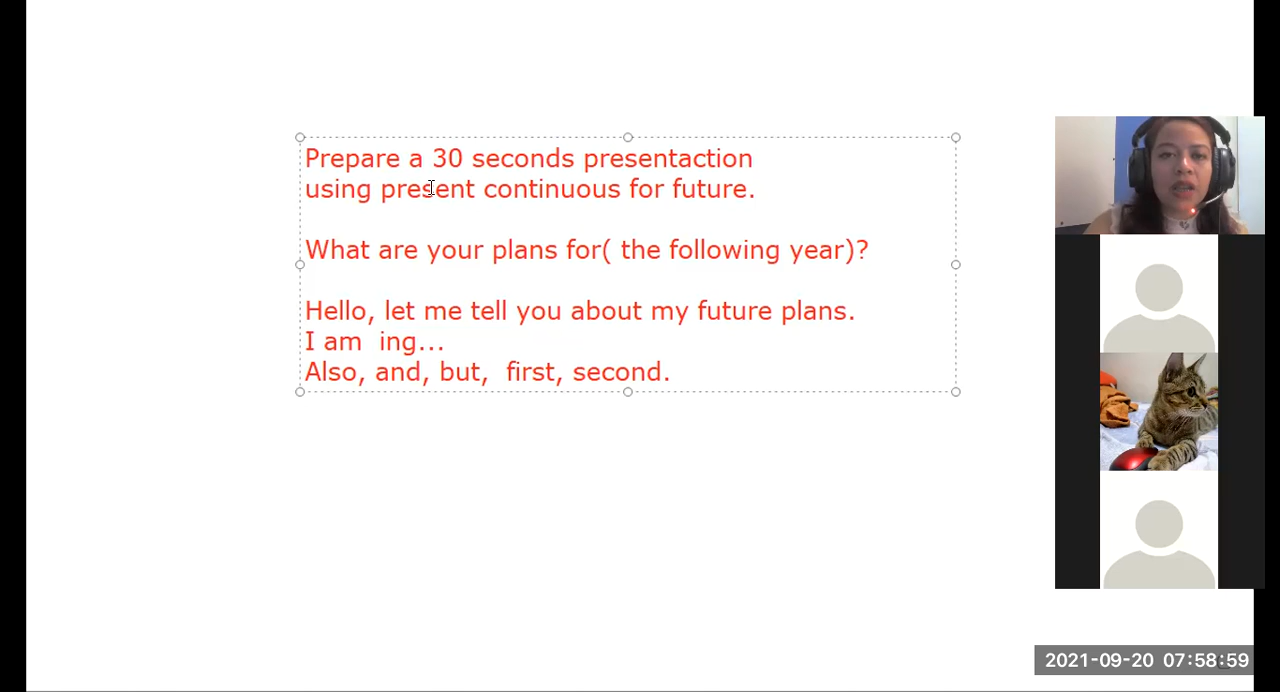 Prepare a 30 seconds presentaction
using present continuous for future.
What are your plans for( the following year)?
Hello, let me tell you about my future plans.
I am  ing...
Also, and, but,  first, second.
2021-09-20 07:58:59